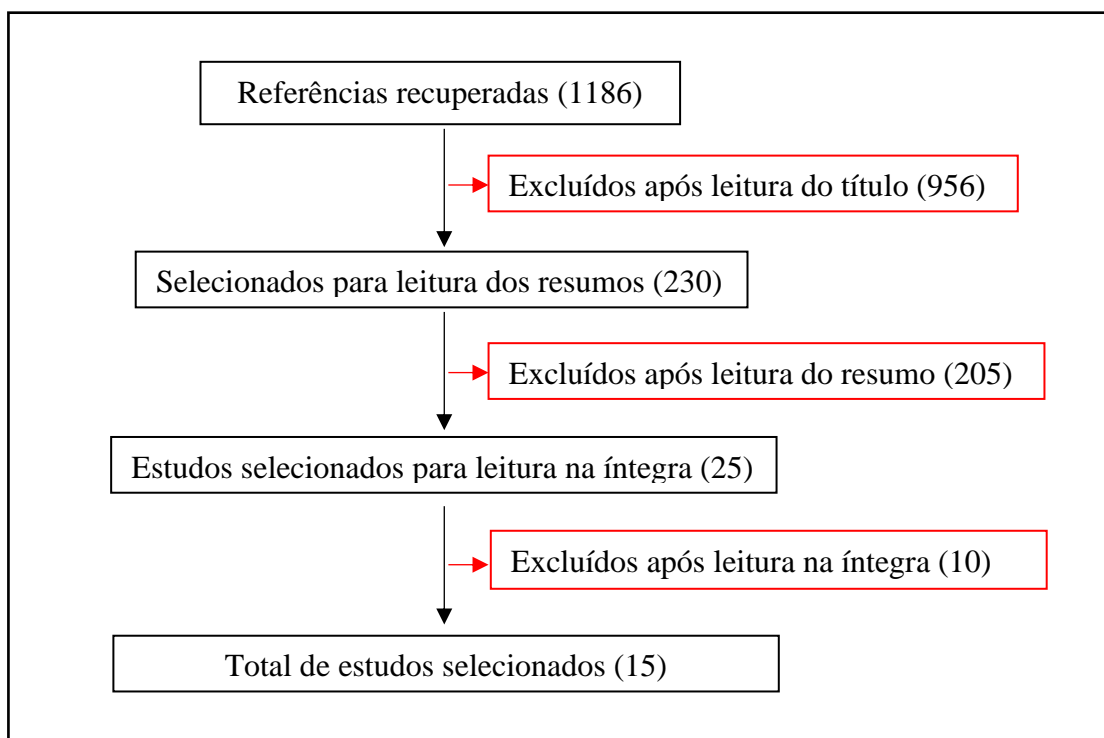 Referências recuperadas (1186)
Excluídos após leitura do título (956)
Selecionados para leitura dos resumos (230)
Excluídos após leitura do resumo (205)
Estudos selecionados para leitura na íntegra (25)
Excluídos após leitura na íntegra (10)
Total de estudos selecionados (15)